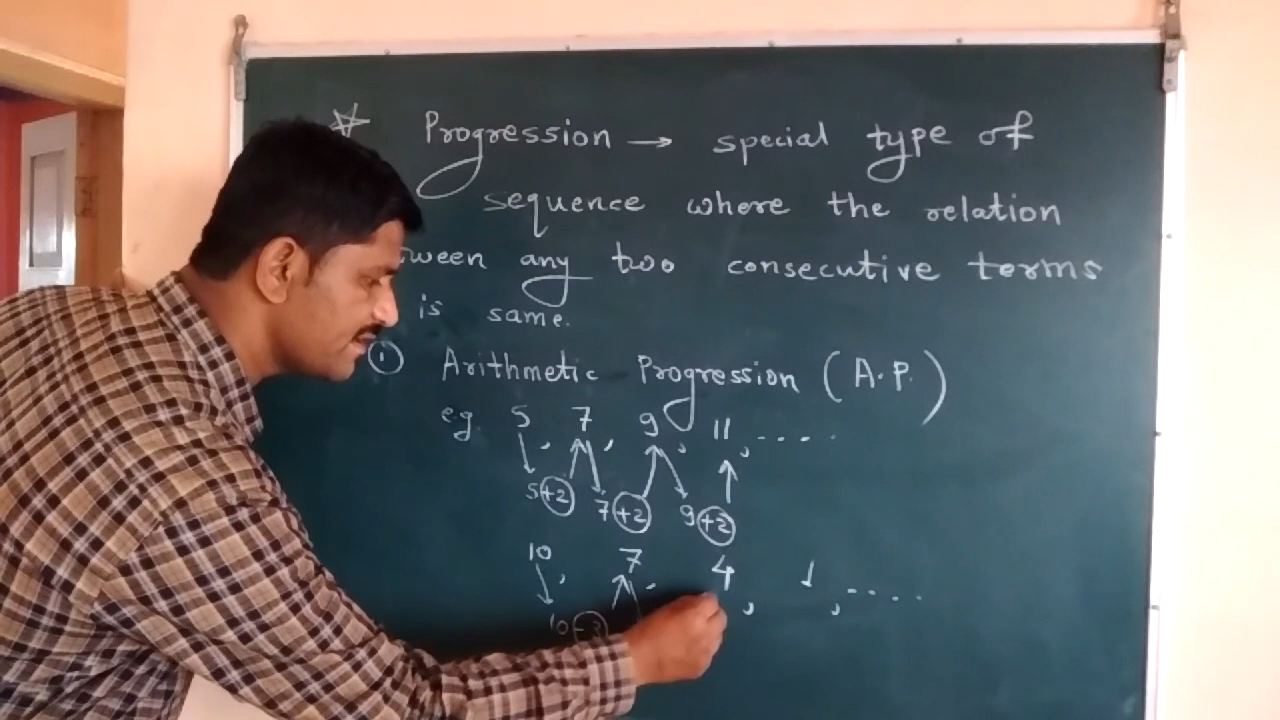 Progression → special type of
sequence where the relation
ween any two consecutive terms
is same.
① Arithmetic Progression (A.P.)
e.g. 5, 7, 9, 11, ....
5+2 7+2 9+2
10, 7, 4, 1, ....
10-3